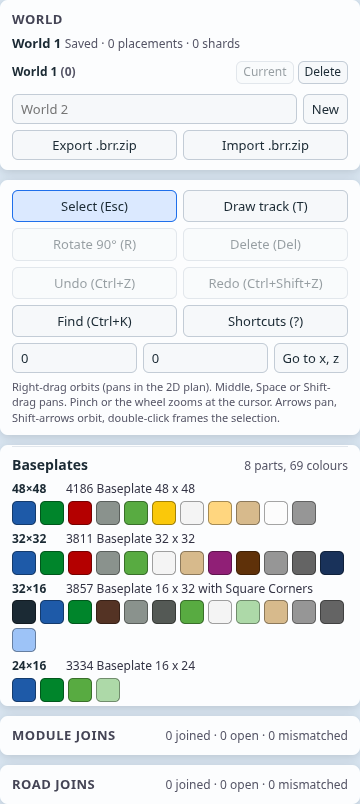 WORLD
World 1 Saved · 0 placements · 0 shards
World 1 (0) Current Delete
World 2 New
Export .brr.zip Import .brr.zip
Select (Esc) Draw track (T)
Rotate 90° (R) Delete (Del)
Undo (Ctrl+Z) Redo (Ctrl+Shift+Z)
Find (Ctrl+K) Shortcuts (?)
0 0 Go to x, z
Right-drag orbits (pans in the 2D plan). Middle, Space or Shift-
drag pans. Pinch or the wheel zooms at the cursor. Arrows pan,
Shift-arrows orbit, double-click frames the selection.
Baseplates 8 parts, 69 colours
48×48 4186 Baseplate 48 x 48
32×32 3811 Baseplate 32 x 32
32×16 3857 Baseplate 16 x 32 with Square Corners
24×16 3334 Baseplate 16 x 24
MODULE JOINS 0 joined · 0 open · 0 mismatched
ROAD JOINS 0 joined · 0 open · 0 mismatched